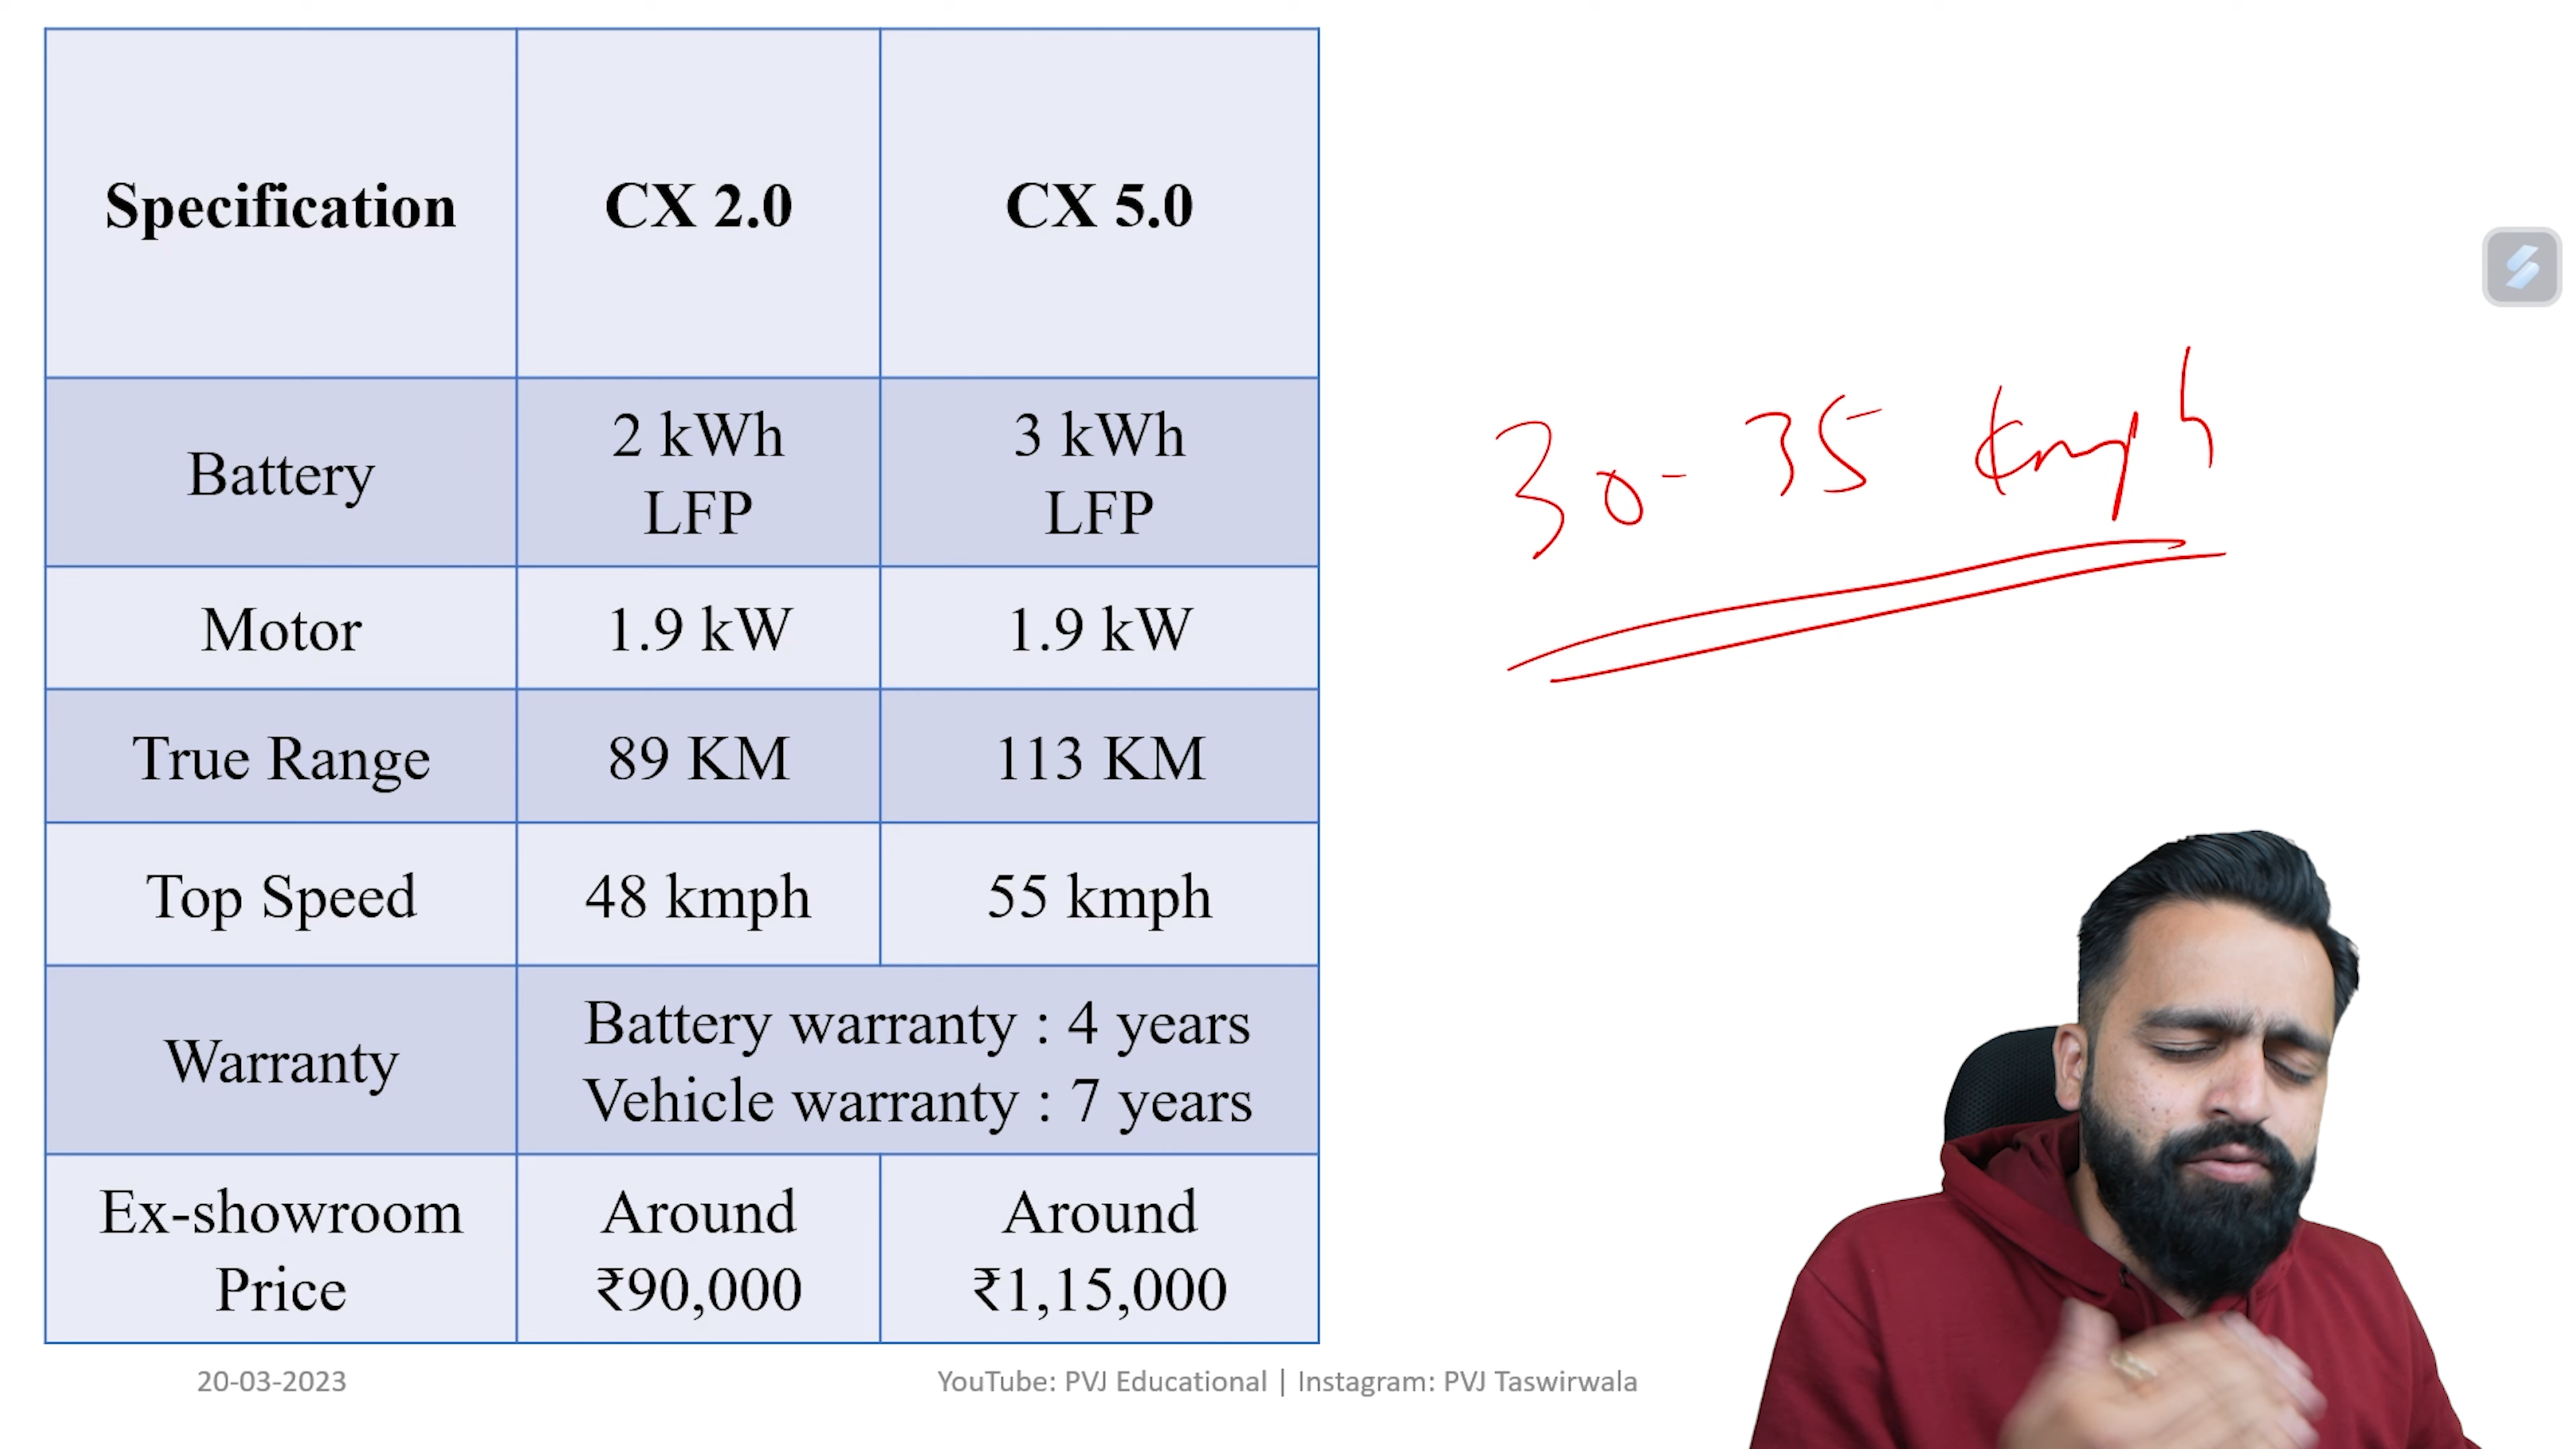 Specification CX 2.0 CX 5.0
Battery 2 kWh LFP 3 kWh LFP
Motor 1.9 kW 1.9 kW
True Range 89 KM 113 KM
Top Speed 48 kmph 55 kmph
Warranty Battery warranty : 4 years
Vehicle warranty : 7 years
Ex-showroom Price Around ₹90,000 Around ₹1,15,000
30-35 kmph
20-03-2023
YouTube: PVJ Educational | Instagram: PVJ Taswirwala